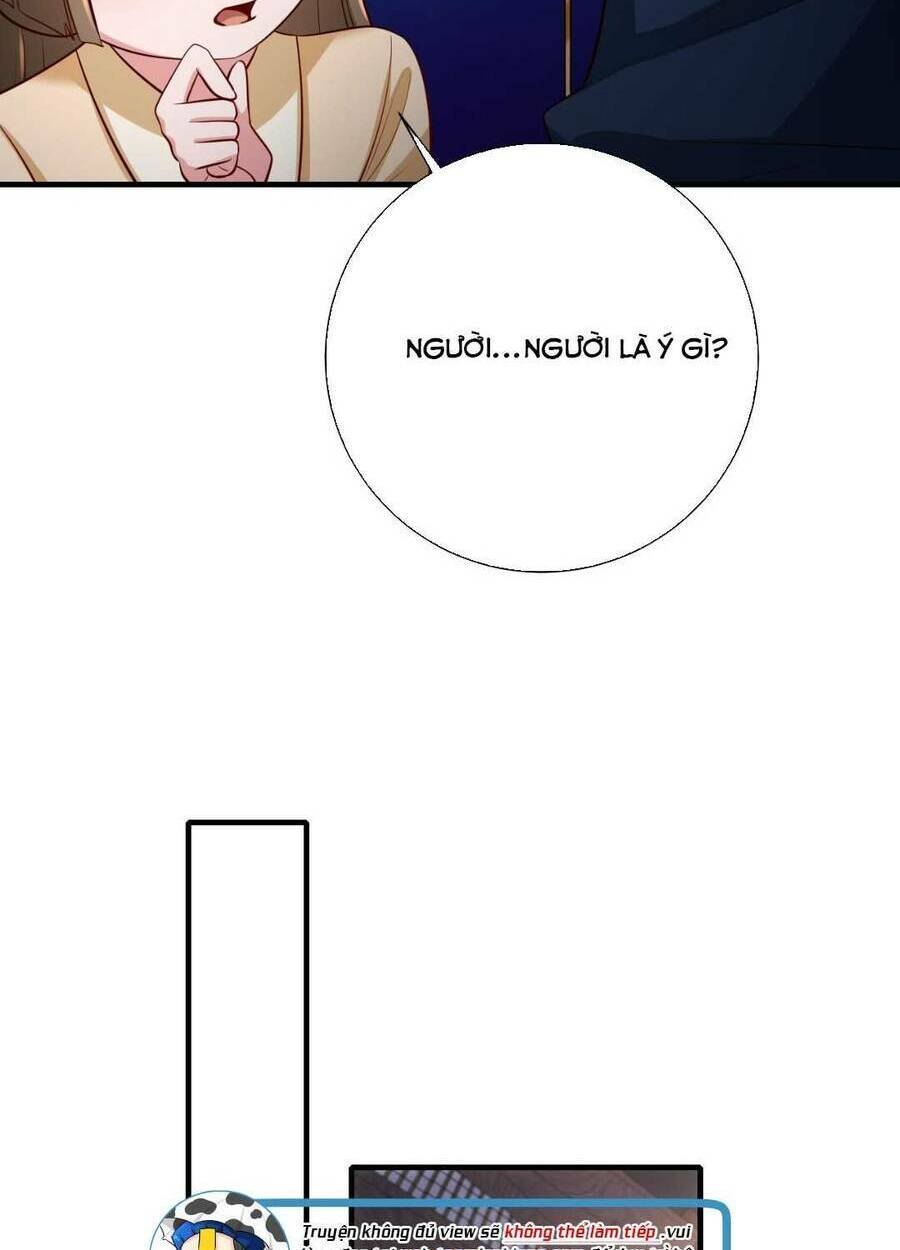 NGƯỜI...NGƯỜI LÀ Ý GÌ?
Truyện không đủ view sẽ không thể làm tiếp ,vui